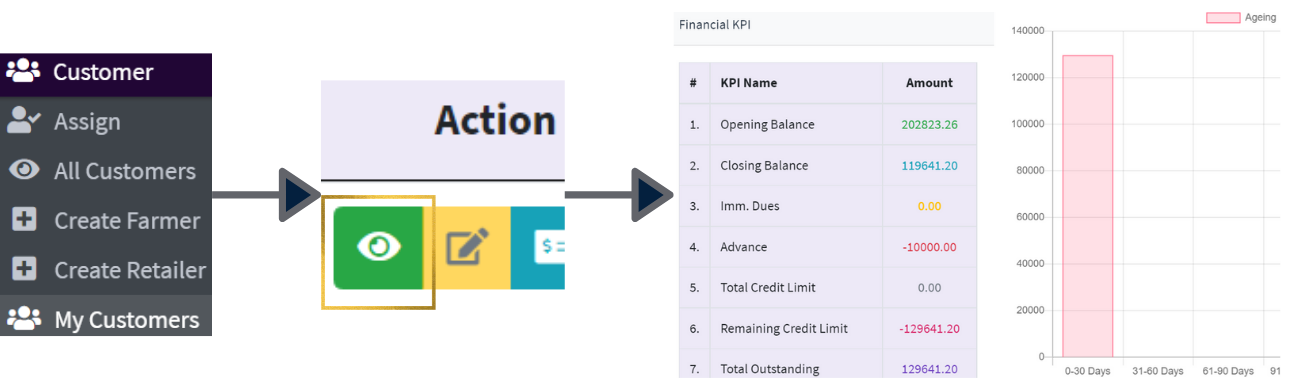 Customer
Assign
All Customers
Create Farmer
Create Retailer
My Customers
Action
$ =
Financial KPI
# KPI Name Amount
1. Opening Balance 202823.26
2. Closing Balance 119641.20
3. Imm. Dues 0.00
4. Advance -10000.00
5. Total Credit Limit 0.00
6. Remaining Credit Limit -129641.20
7. Total Outstanding 129641.20
Ageing
140000
120000
100000
80000
60000
40000
20000
0
0-30 Days 31-60 Days 61-90 Days 91